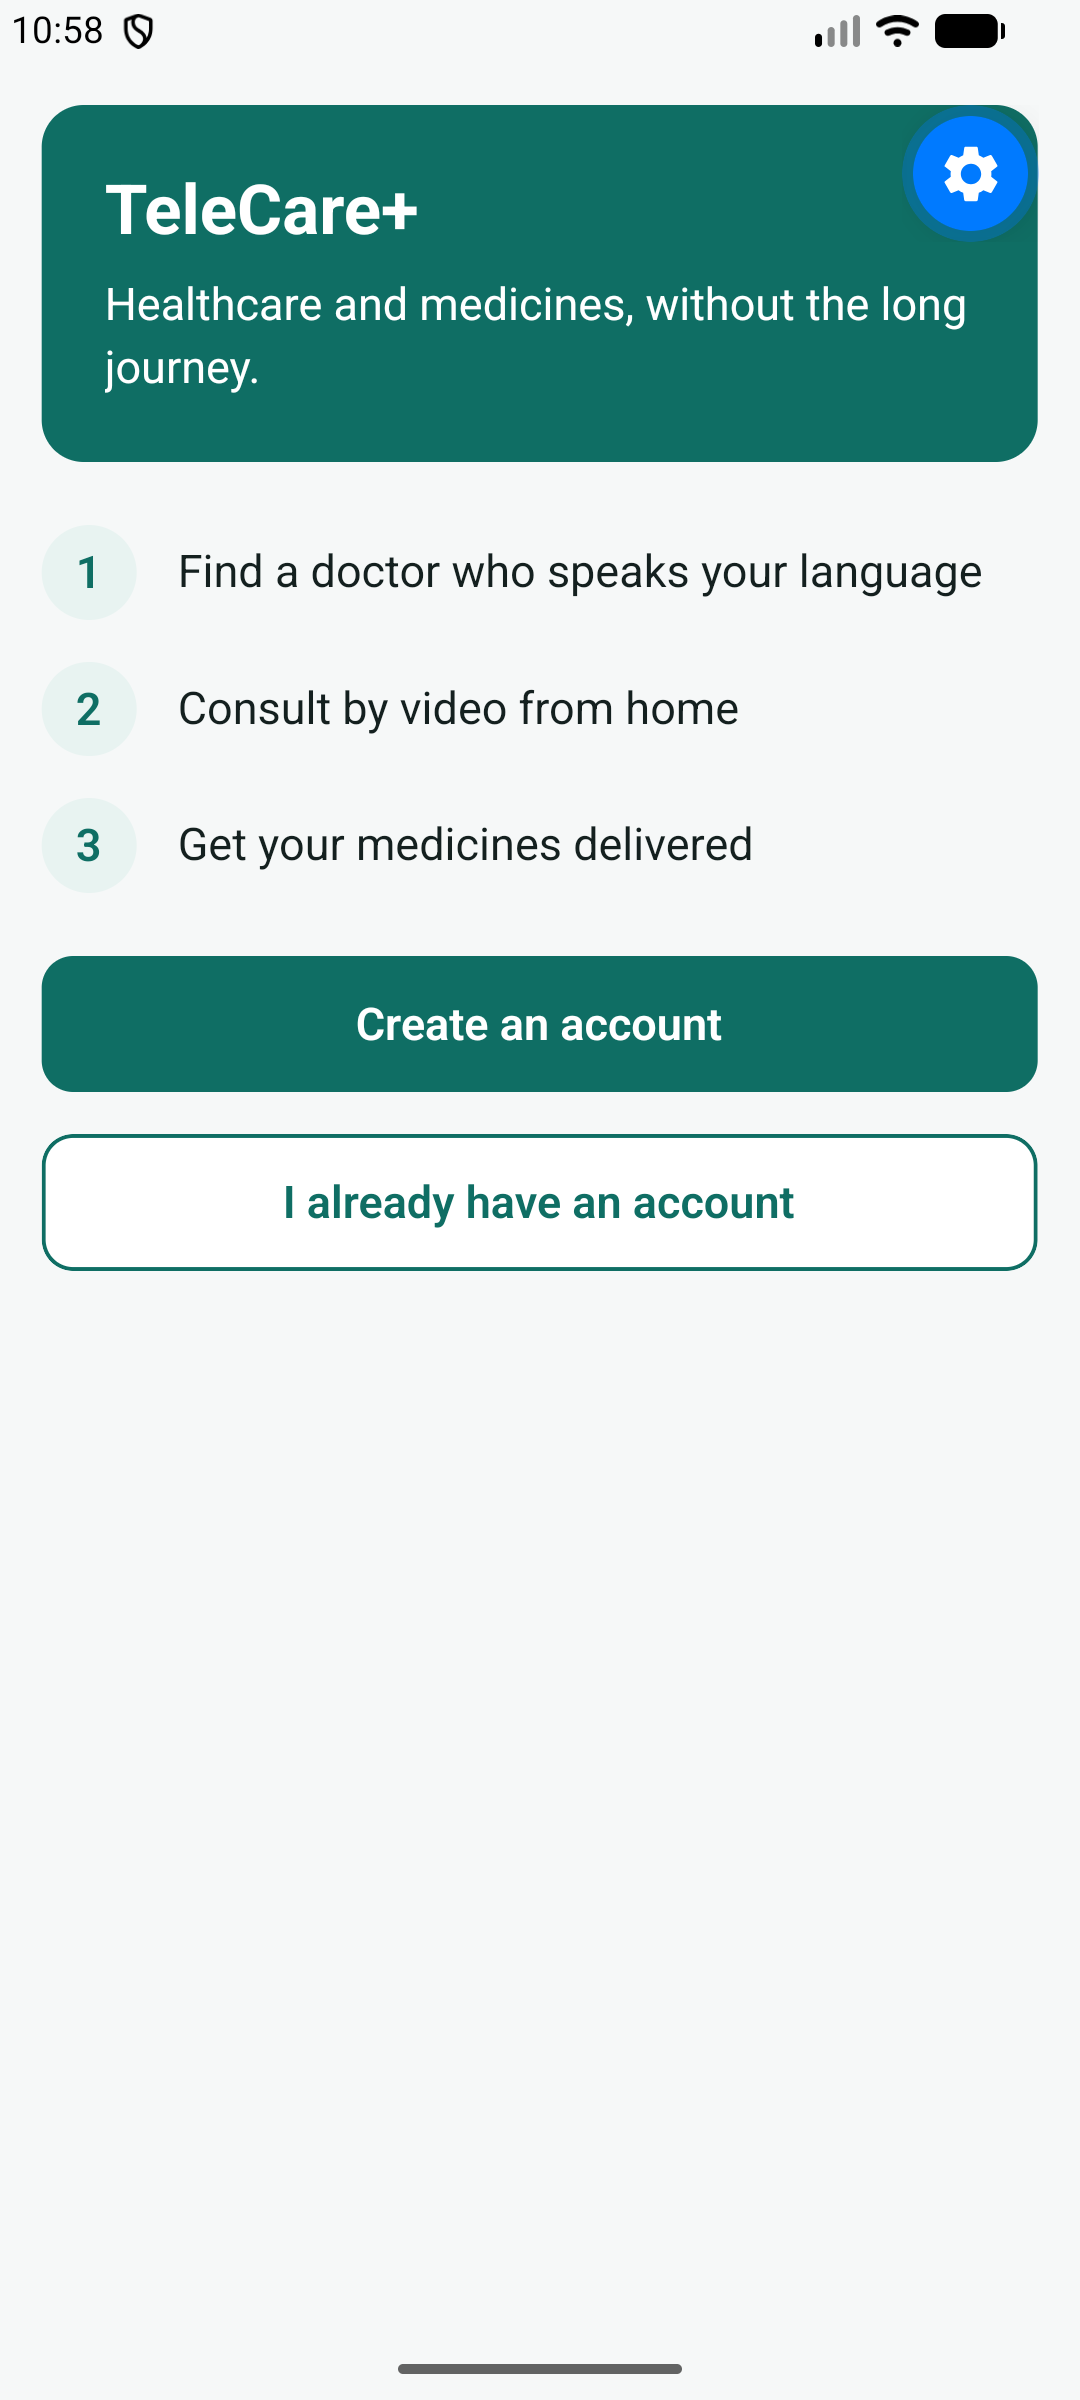 10:58
TeleCare+
Healthcare and medicines, without the long
journey.
1 Find a doctor who speaks your language
2 Consult by video from home
3 Get your medicines delivered
Create an account
I already have an account